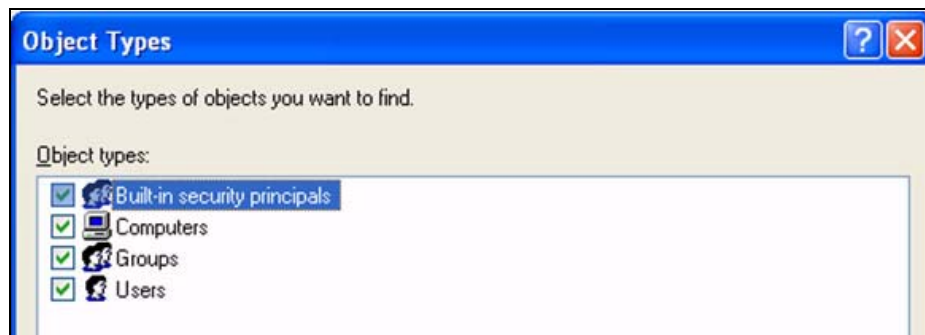 Object Types
Select the types of objects you want to find.
Object types:
Built-in security principals
Computers
Groups
Users